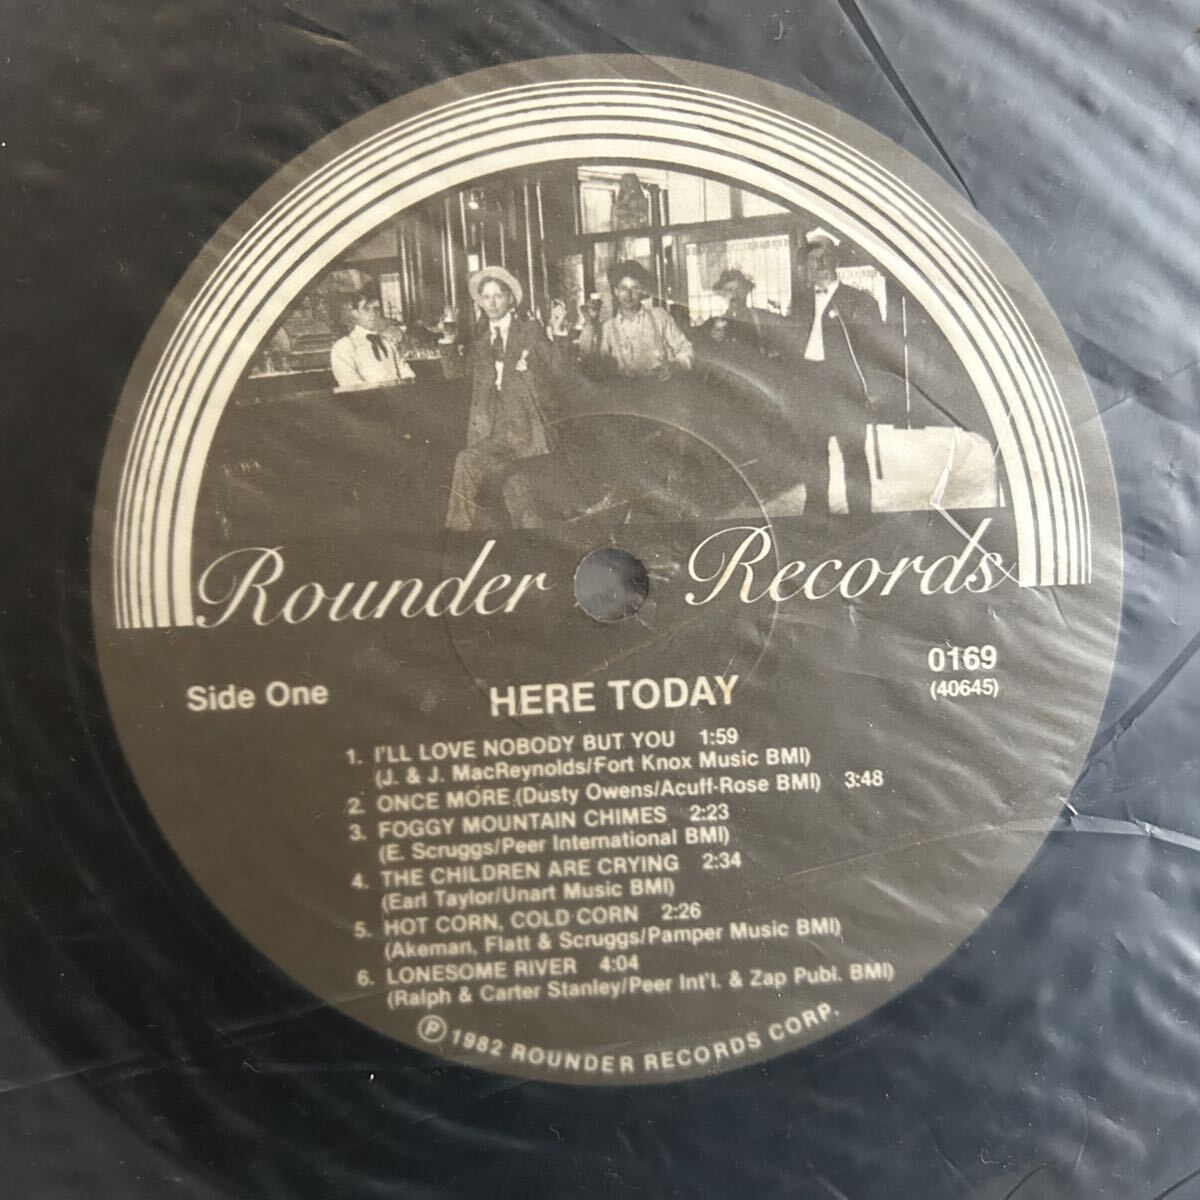 Rounder Records
0169
(40645)
Side One
HERE TODAY
1. I'LL LOVE NOBODY BUT YOU 1:59
(J. & J. MacReynolds/Fort Knox Music BMI)
2. ONCE MORE (Dusty Owens/Acuff-Rose BMI) 3:48
3. FOGGY MOUNTAIN CHIMES 2:23
(E. Scruggs/Peer International BMI)
4. THE CHILDREN ARE CRYING 2:34
(Earl Taylor/Unart Music BMI)
5. HOT CORN, COLD CORN 2:26
(Akeman, Flatt & Scruggs/Pamper Music BMI)
6. LONESOME RIVER 4:04
(Ralph & Carter Stanley/Peer Int'l. & Zap Publ. BMI)
℗ 1982 ROUNDER RECORDS CORP.